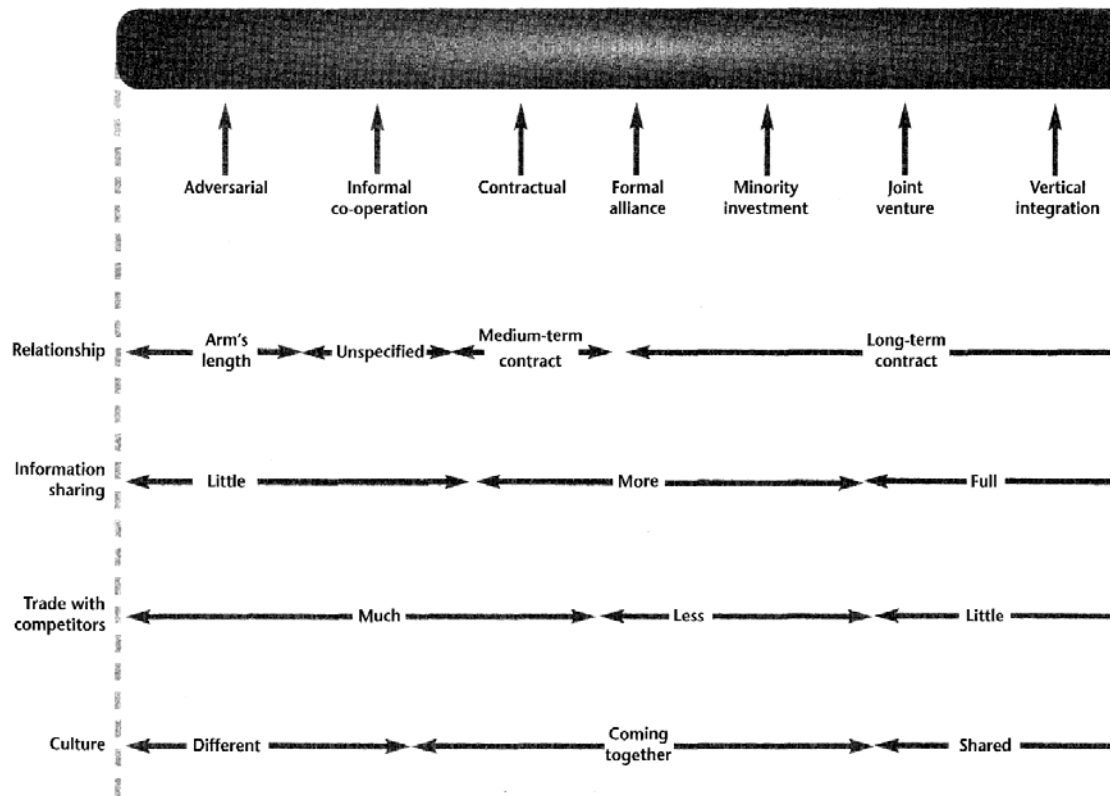 Adversarial
Informal
co-operation
Contractual
Formal
alliance
Minority
investment
Joint
venture
Vertical
integration
Relationship
Arm's
length
Unspecified
Medium-term
contract
Long-term
contract
Information
sharing
Little
More
Full
Trade with
competitors
Much
Less
Little
Culture
Different
Coming
together
Shared